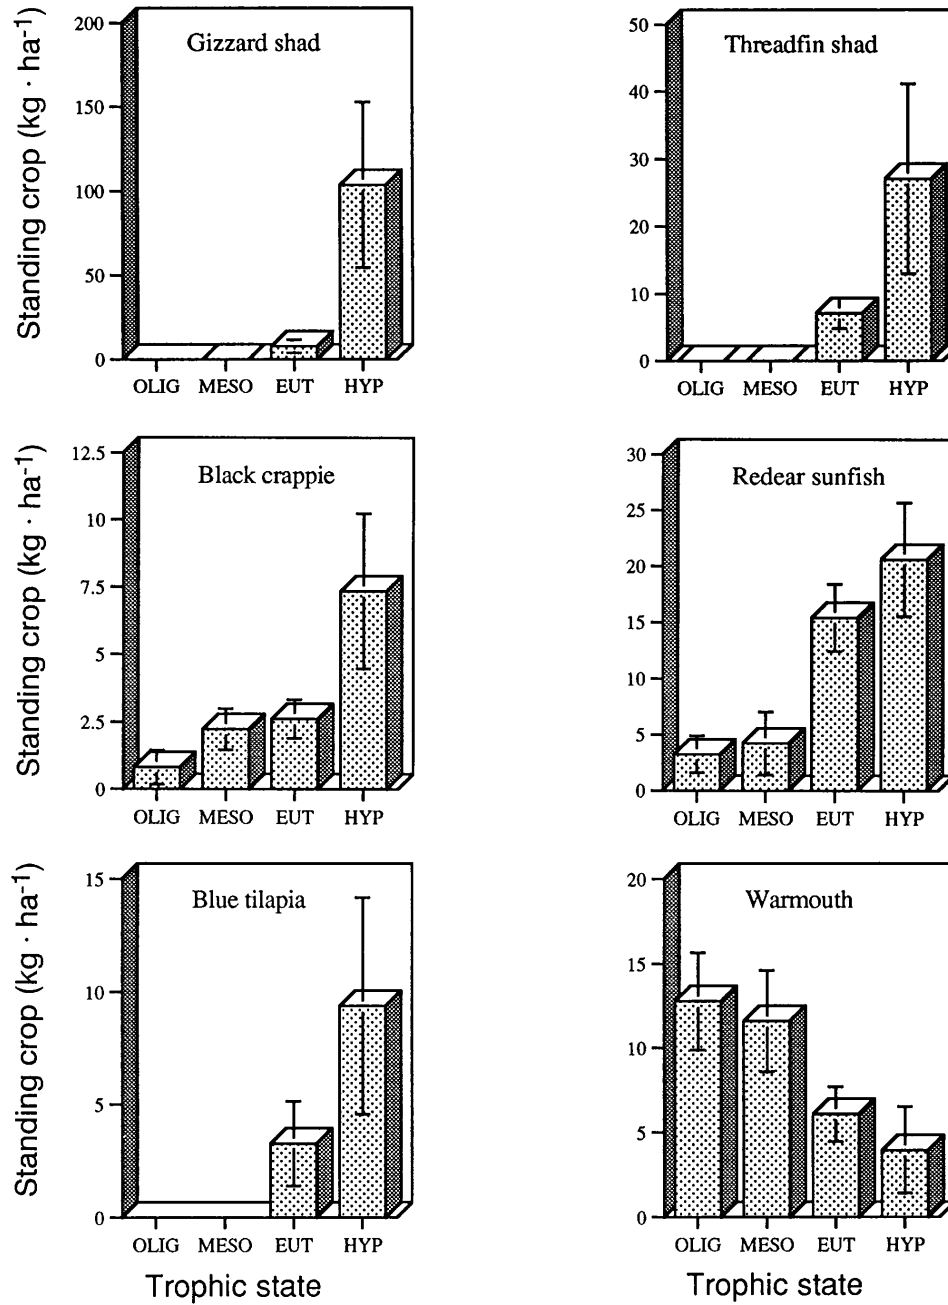 Gizzard shad
Standing crop (kg · ha⁻¹)
200
150
100
50
0
OLIG MESO EUT HYP
Threadfin shad
50
40
30
20
10
0
OLIG MESO EUT HYP
Black crappie
Standing crop (kg · ha⁻¹)
12.5
10
7.5
5
2.5
0
OLIG MESO EUT HYP
Redear sunfish
30
25
20
15
10
5
0
OLIG MESO EUT HYP
Blue tilapia
Standing crop (kg · ha⁻¹)
15
10
5
0
OLIG MESO EUT HYP
Trophic state
Warmouth
20
15
10
5
0
OLIG MESO EUT HYP
Trophic state